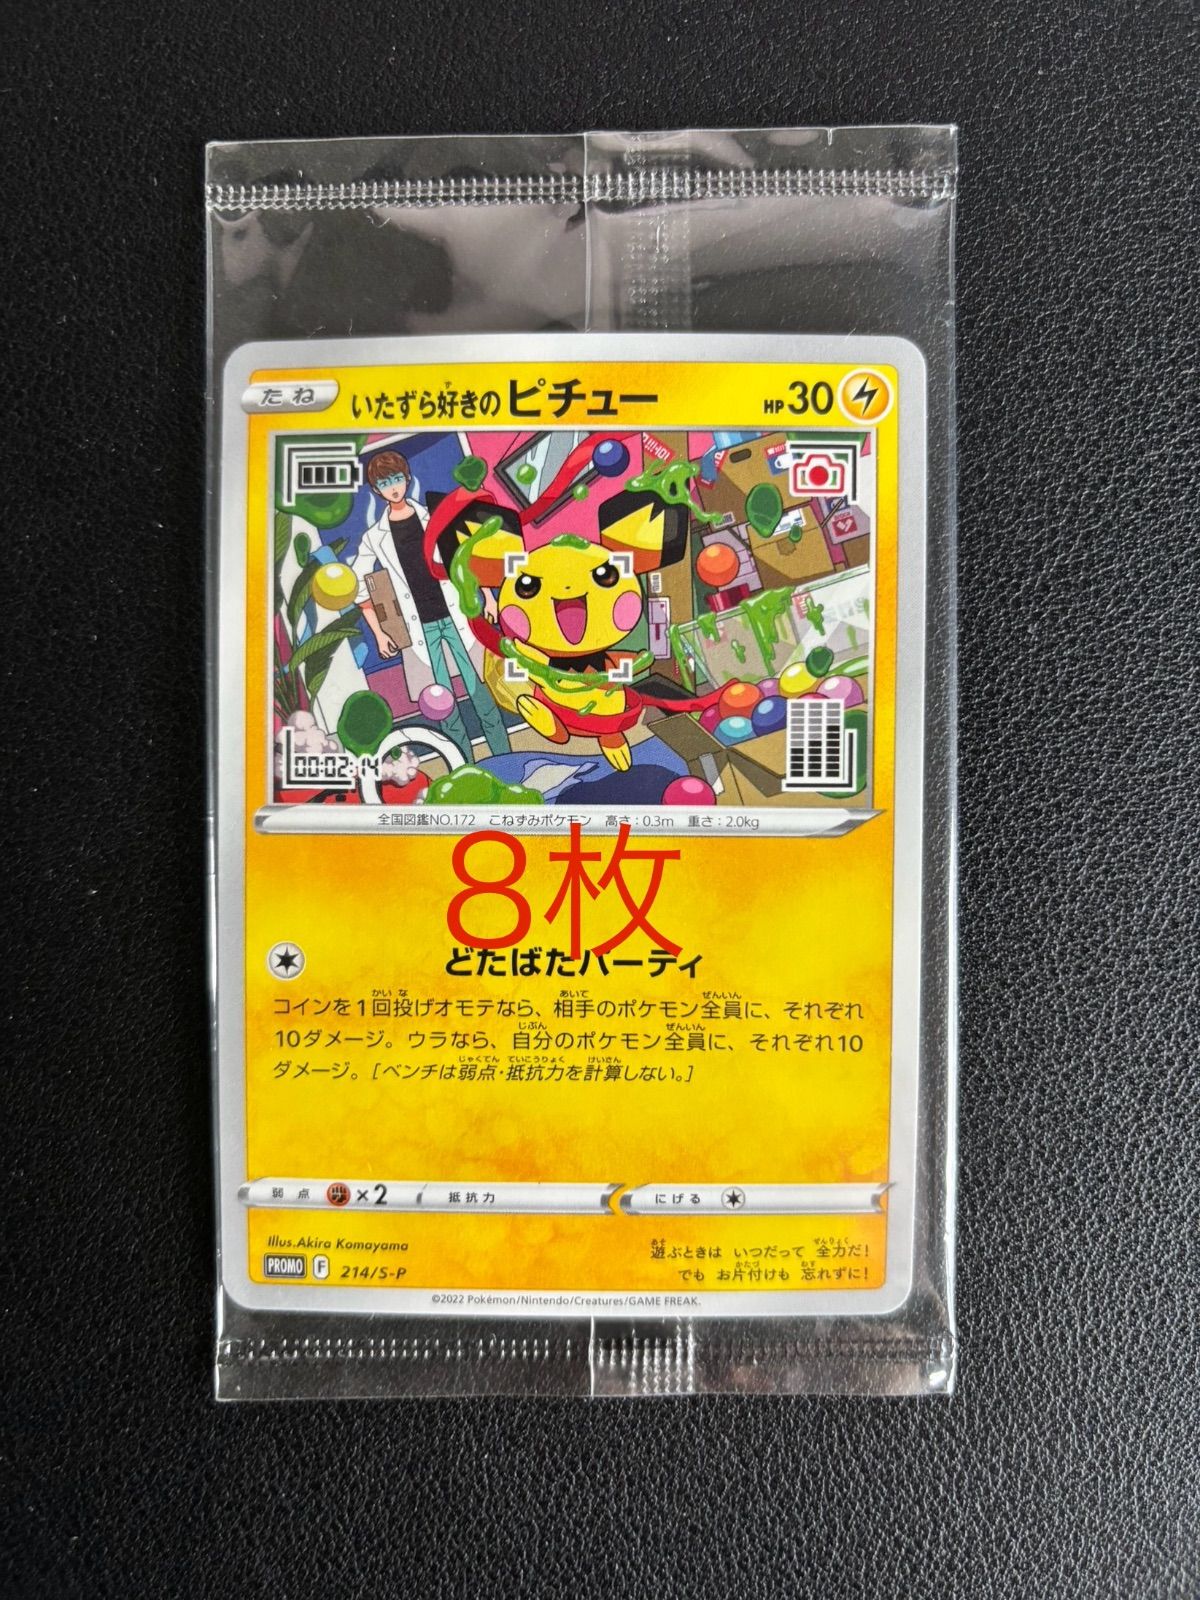 たね いたずら好きのピチュー HP30
00:02:14
全国図鑑NO.172 こねずみポケモン 高さ:0.3m 重さ:2.0kg
8枚
どたばたパーティ
コインを1回投げオモテなら、相手のポケモン全員に、それぞれ
10ダメージ。ウラなら、自分のポケモン全員に、それぞれ10
ダメージ。[ベンチは弱点・抵抗力を計算しない。]
弱点 ×2 抵抗力 にげる
Illus.Akira Komayama
PROMO F 214/S-P
遊ぶときは いつだって 全力だ!
でも お片付けも 忘れずに!
©2022 Pokémon/Nintendo/Creatures/GAME FREAK.